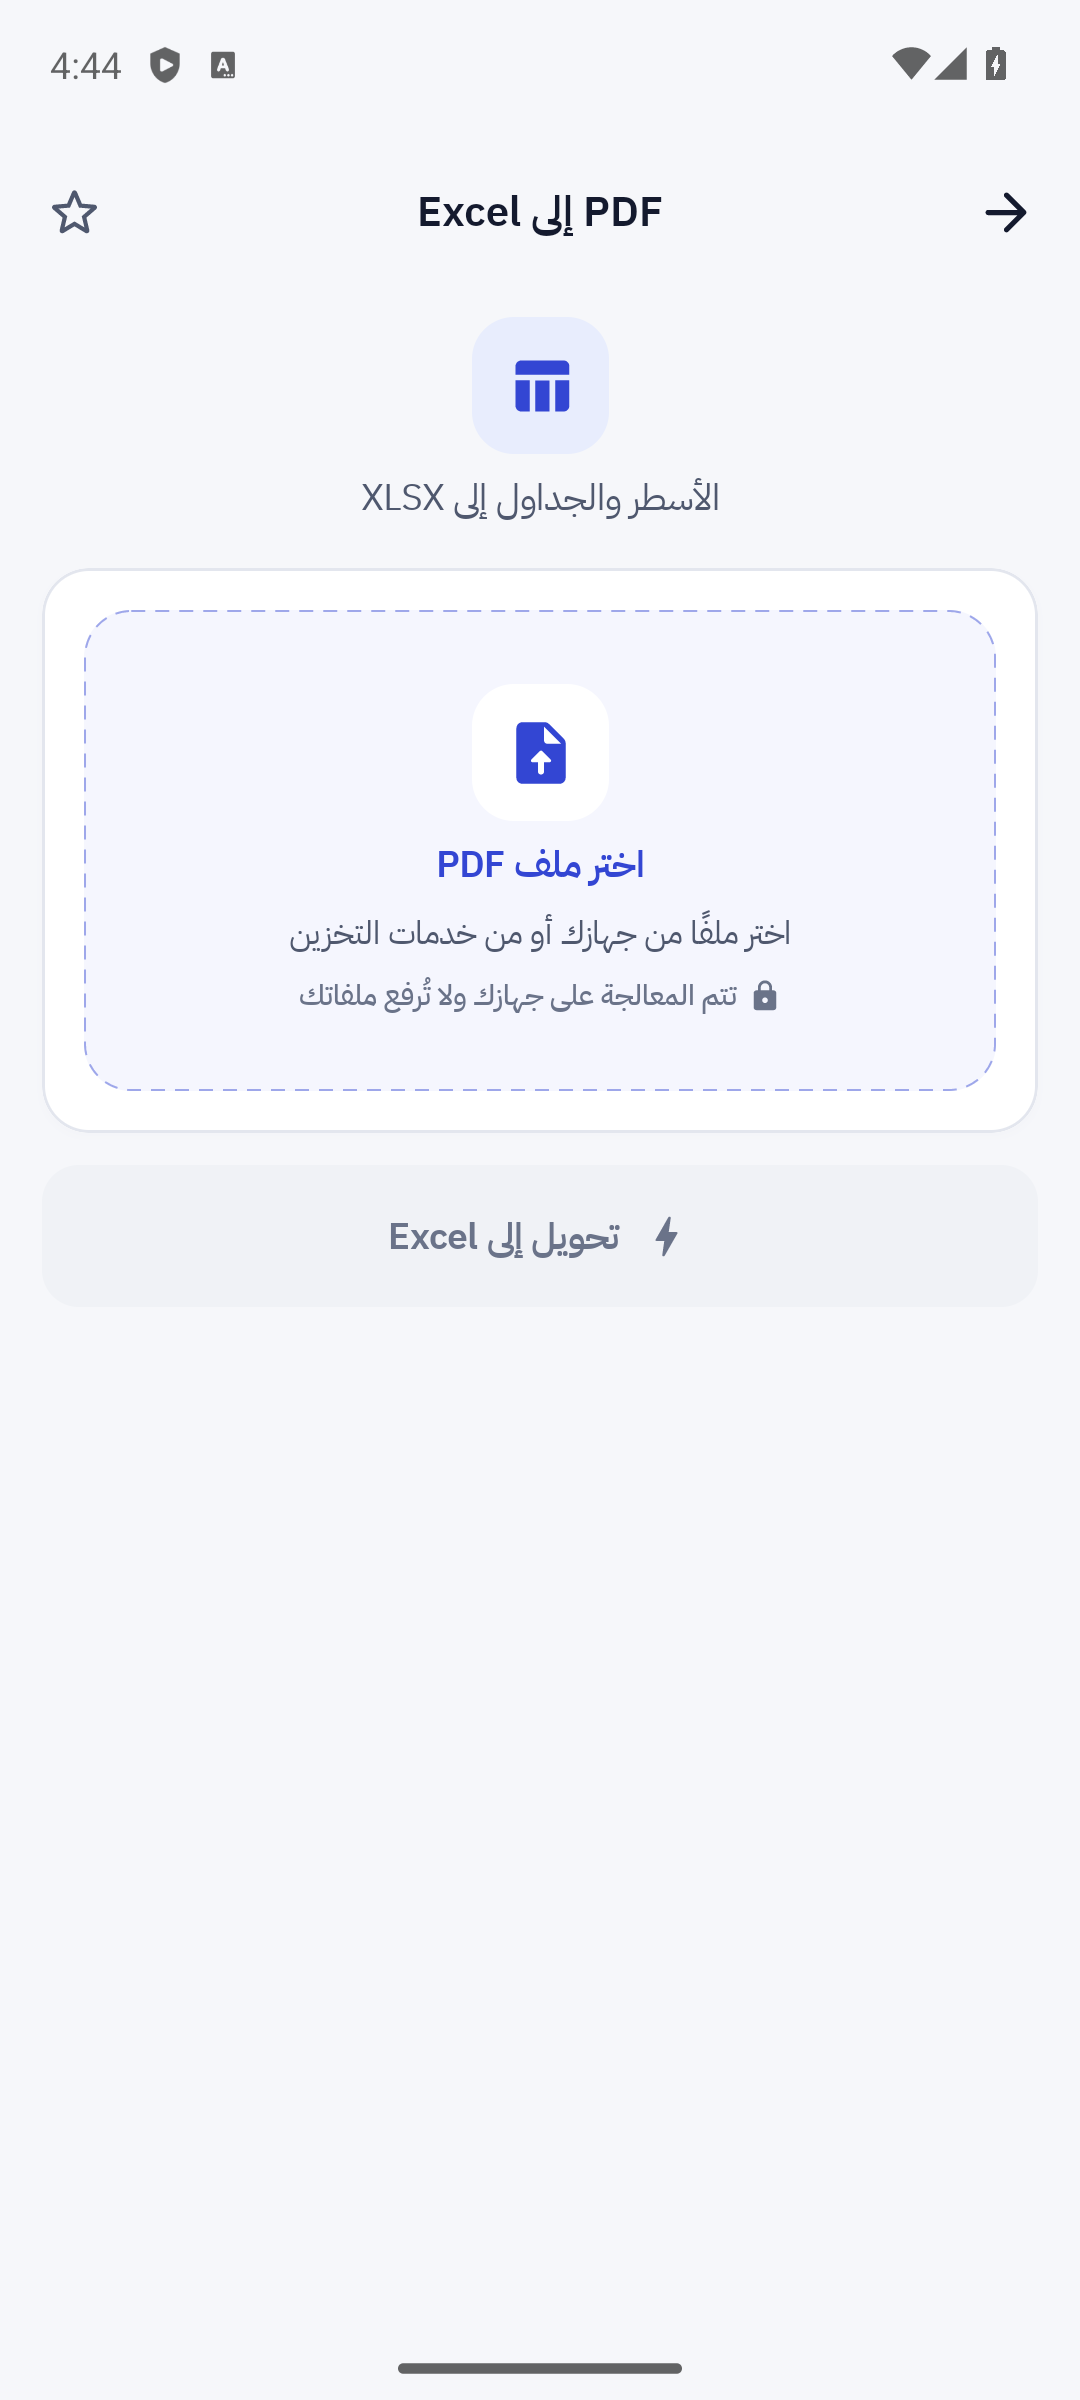 4:44
PDF إلى Excel
الأسطر والجداول إلى XLSX
اختر ملف PDF
اختر ملفًا من جهازك أو من خدمات التخزين
تتم المعالجة على جهازك ولا تُرفع ملفاتك
تحويل إلى Excel